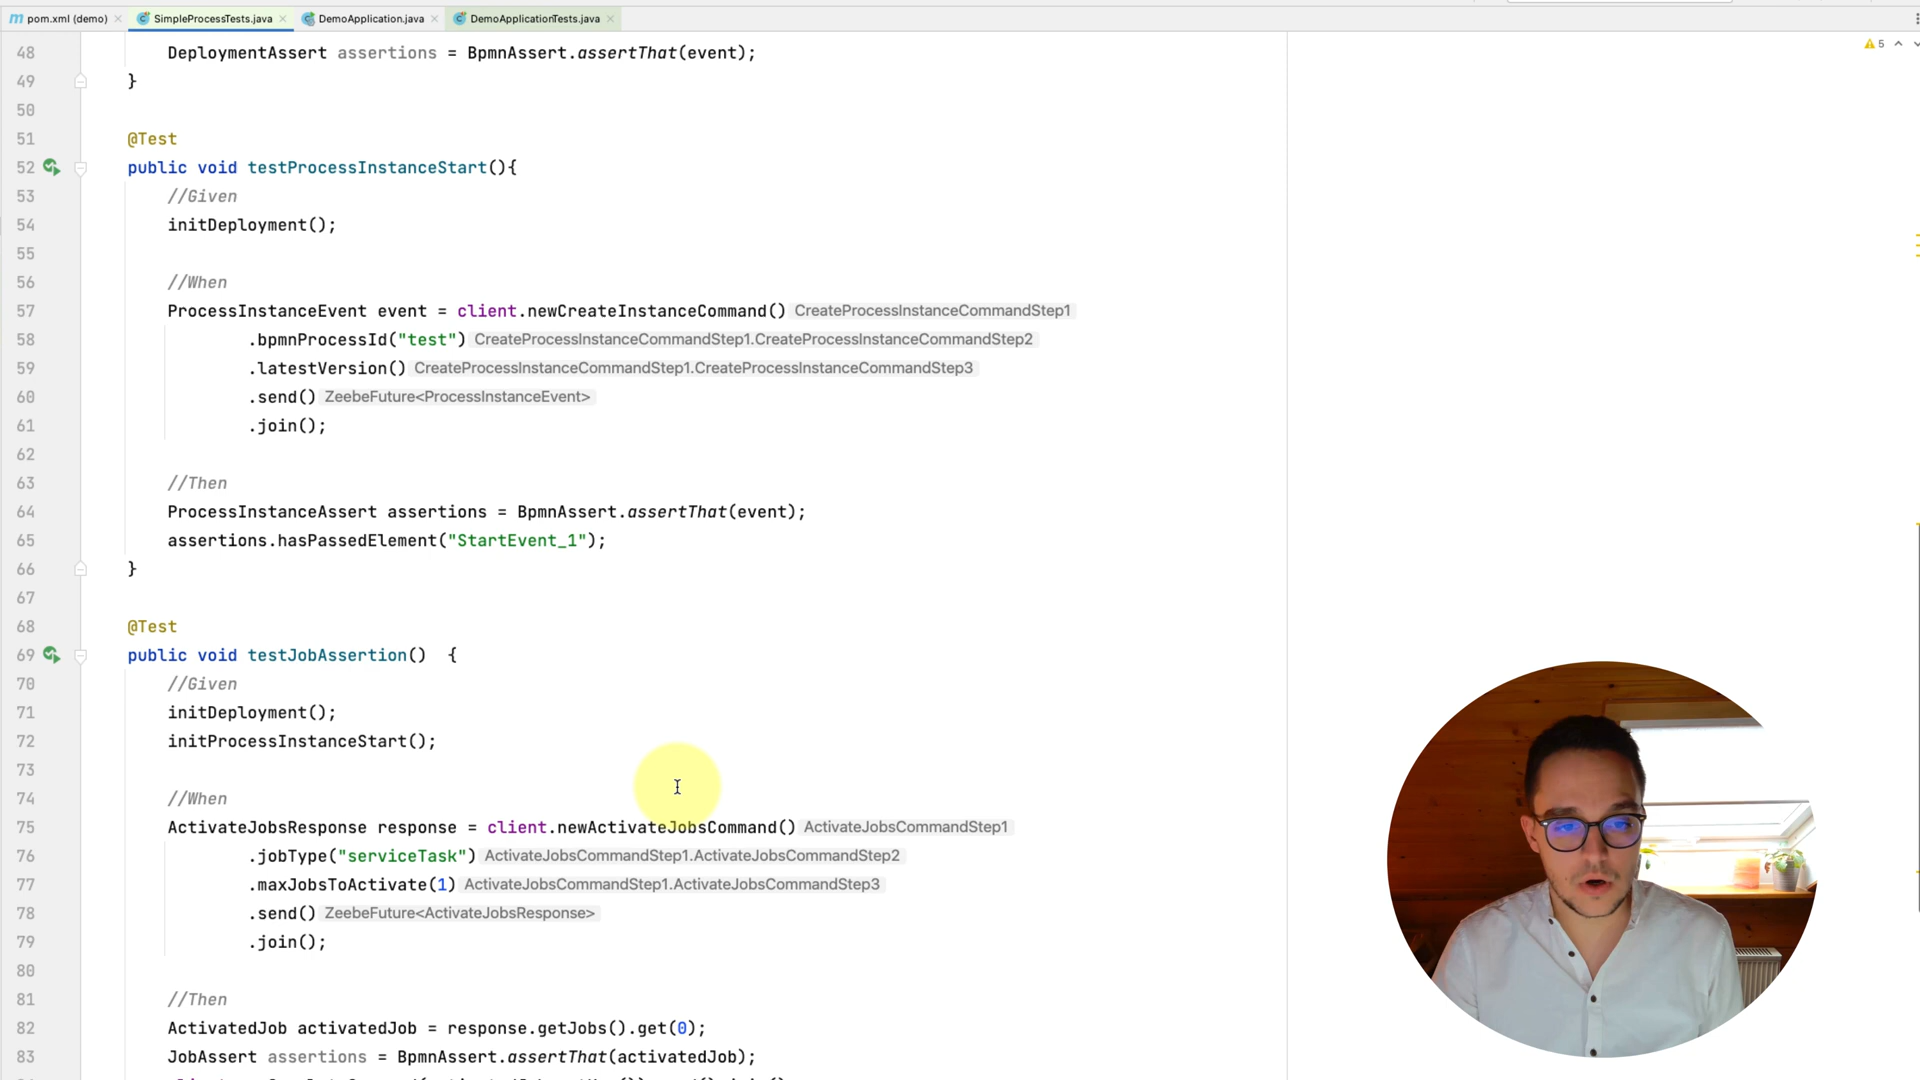 pom.xml (demo) SimpleProcessTests.java DemoApplication.java DemoApplicationTests.java
5
48 DeploymentAssert assertions = BpmnAssert.assertThat(event);
49 }
50
51 @Test
52 public void testProcessInstanceStart(){
53 //Given
54 initDeployment();
55
56 //When
57 ProcessInstanceEvent event = client.newCreateInstanceCommand() CreateProcessInstanceCommandStep1
58 .bpmnProcessId("test") CreateProcessInstanceCommandStep1.CreateProcessInstanceCommandStep2
59 .latestVersion() CreateProcessInstanceCommandStep1.CreateProcessInstanceCommandStep3
60 .send() ZeebeFuture<ProcessInstanceEvent>
61 .join();
62
63 //Then
64 ProcessInstanceAssert assertions = BpmnAssert.assertThat(event);
65 assertions.hasPassedElement("StartEvent_1");
66 }
67
68 @Test
69 public void testJobAssertion() {
70 //Given
71 initDeployment();
72 initProcessInstanceStart();
73
74 //When
75 ActivateJobsResponse response = client.newActivateJobsCommand() ActivateJobsCommandStep1
76 .jobType("serviceTask") ActivateJobsCommandStep1.ActivateJobsCommandStep2
77 .maxJobsToActivate(1) ActivateJobsCommandStep1.ActivateJobsCommandStep3
78 .send() ZeebeFuture<ActivateJobsResponse>
79 .join();
80
81 //Then
82 ActivatedJob activatedJob = response.getJobs().get(0);
83 JobAssert assertions = BpmnAssert.assertThat(activatedJob);